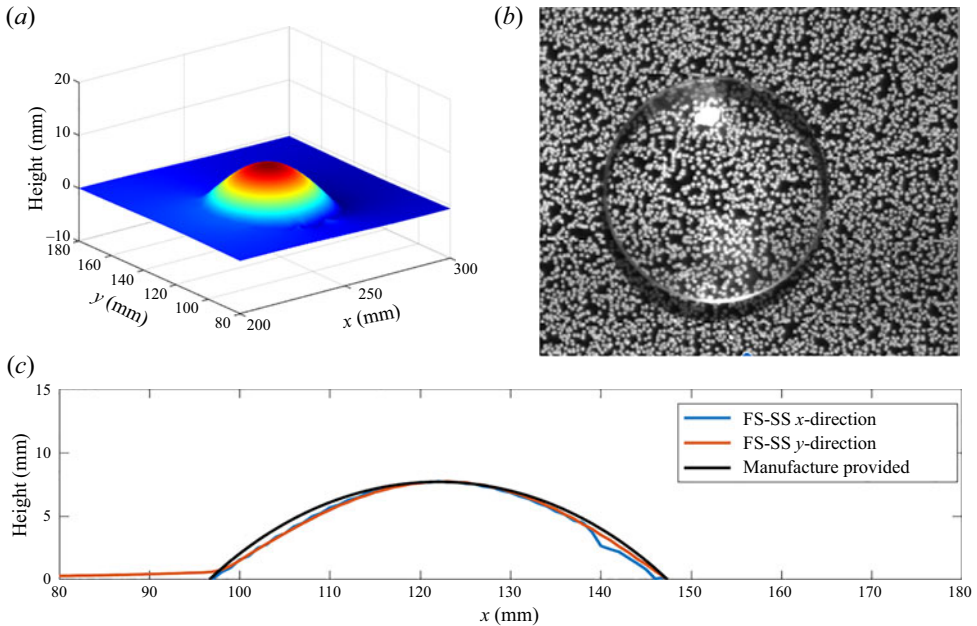 (a)
20
10
0
–10
Height (mm)
180
160
140
120
100
80
y (mm)
200
250
300
x (mm)
(b)
(c)
15
10
5
0
Height (mm)
FS-SS x-direction
FS-SS y-direction
Manufacture provided
80 90 100 110 120 130 140 150 160 170 180
x (mm)